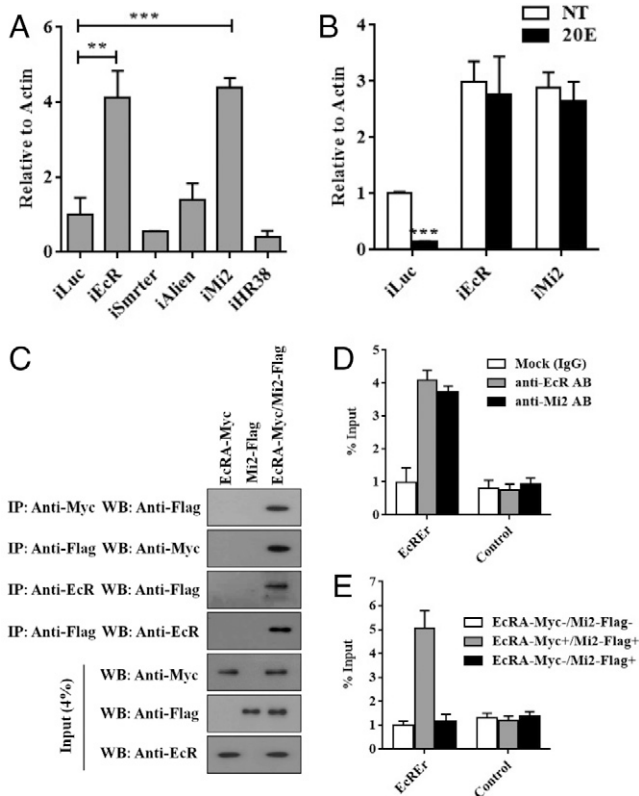 A
Relative to Actin
6
4
2
0
**
***
iLuc
iEcR
iSmrter
iAlien
iMi2
iHR38
B
Relative to Actin
4
3
2
1
0
NT
20E
***
iLuc
iEcR
iMi2
C
EcRA-Myc
Mi2-Flag
EcRA-Myc/Mi2-Flag
IP: Anti-Myc WB: Anti-Flag
IP: Anti-Flag WB: Anti-Myc
IP: Anti-EcR WB: Anti-Flag
IP: Anti-Flag WB: Anti-EcR
Input (4%)
WB: Anti-Myc
WB: Anti-Flag
WB: Anti-EcR
D
% Input
5
4
3
2
1
0
Mock (IgG)
anti-EcR AB
anti-Mi2 AB
EcREr
Control
E
% Input
7
6
5
4
3
2
1
0
EcRA-Myc-/Mi2-Flag-
EcRA-Myc+/Mi2-Flag+
EcRA-Myc-/Mi2-Flag+
EcREr
Control